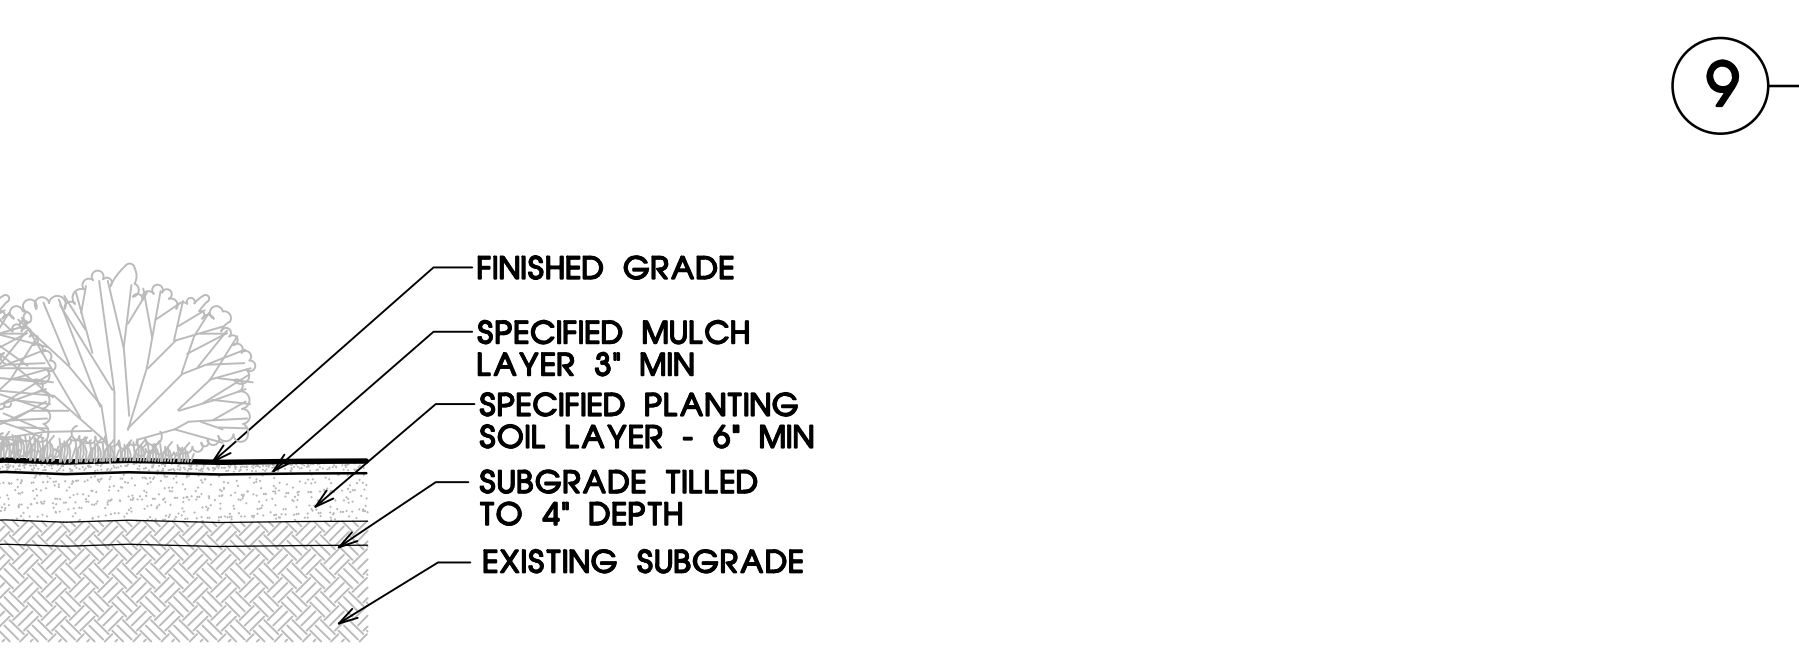 9
FINISHED GRADE
SPECIFIED MULCH
LAYER 3" MIN
SPECIFIED PLANTING
SOIL LAYER - 6" MIN
SUBGRADE TILLED
TO 4" DEPTH
EXISTING SUBGRADE